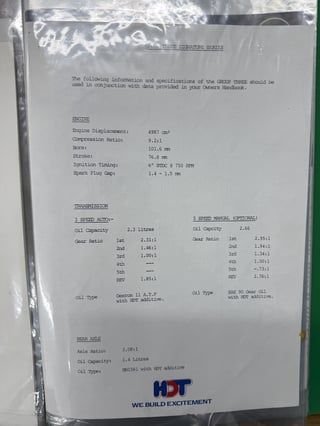 SIGNATURE SERIES
The following information and specifications of the GROUP THREE should be
used in conjunction with data provided in your Owners Handbook.
ENGINE
Engine Displacement: 4987 cm³
Compression Ratio: 9.2:1
Bore: 101.6 mm
Stroke: 76.8 mm
Ignition Timing: 6° BTDC @ 750 RPM
Spark Plug Gap: 1.4 - 1.5 mm
TRANSMISSION
3 SPEED AUTO:-
Oil Capacity 2.3 litres
Gear Ratio 1st 2.31:1
2nd 1.46:1
3rd 1.00:1
4th ---
5th ---
REV 1.85:1
Oil Type Dexron II A.T.F
with HDT additive.
5 SPEED MANUAL (OPTIONAL)
Oil Capcity 2.66
Gear Ratio 1st 2.95:1
2nd 1.94:1
3rd 1.34:1
4th 1.00:1
5th -.73:1
REV 2.76:1
Oil Type SAE 90 Gear Oil
with HDT additive.
REAR AXLE
Axle Ratio: 3.08:1
Oil Capacity: Litres
Oil Type: with HDT additive
HDT
WE BUILD EXCITEMENT